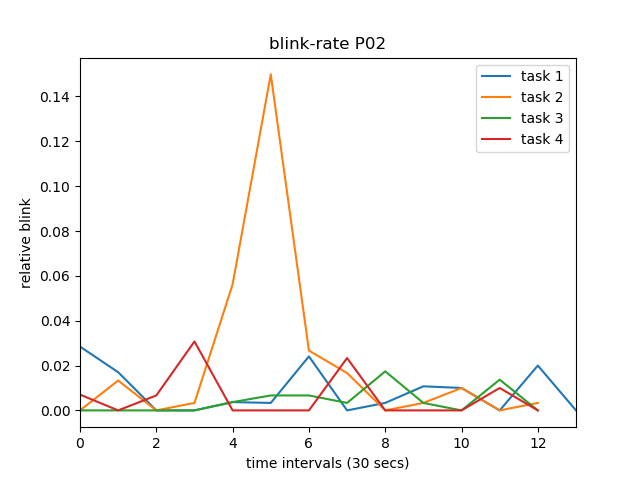 blink-rate P02
task 1
task 2
task 3
task 4
0.14
0.12
0.10
0.08
0.06
0.04
0.02
0.00
relative blink
0 2 4 6 8 10 12
time intervals (30 secs)